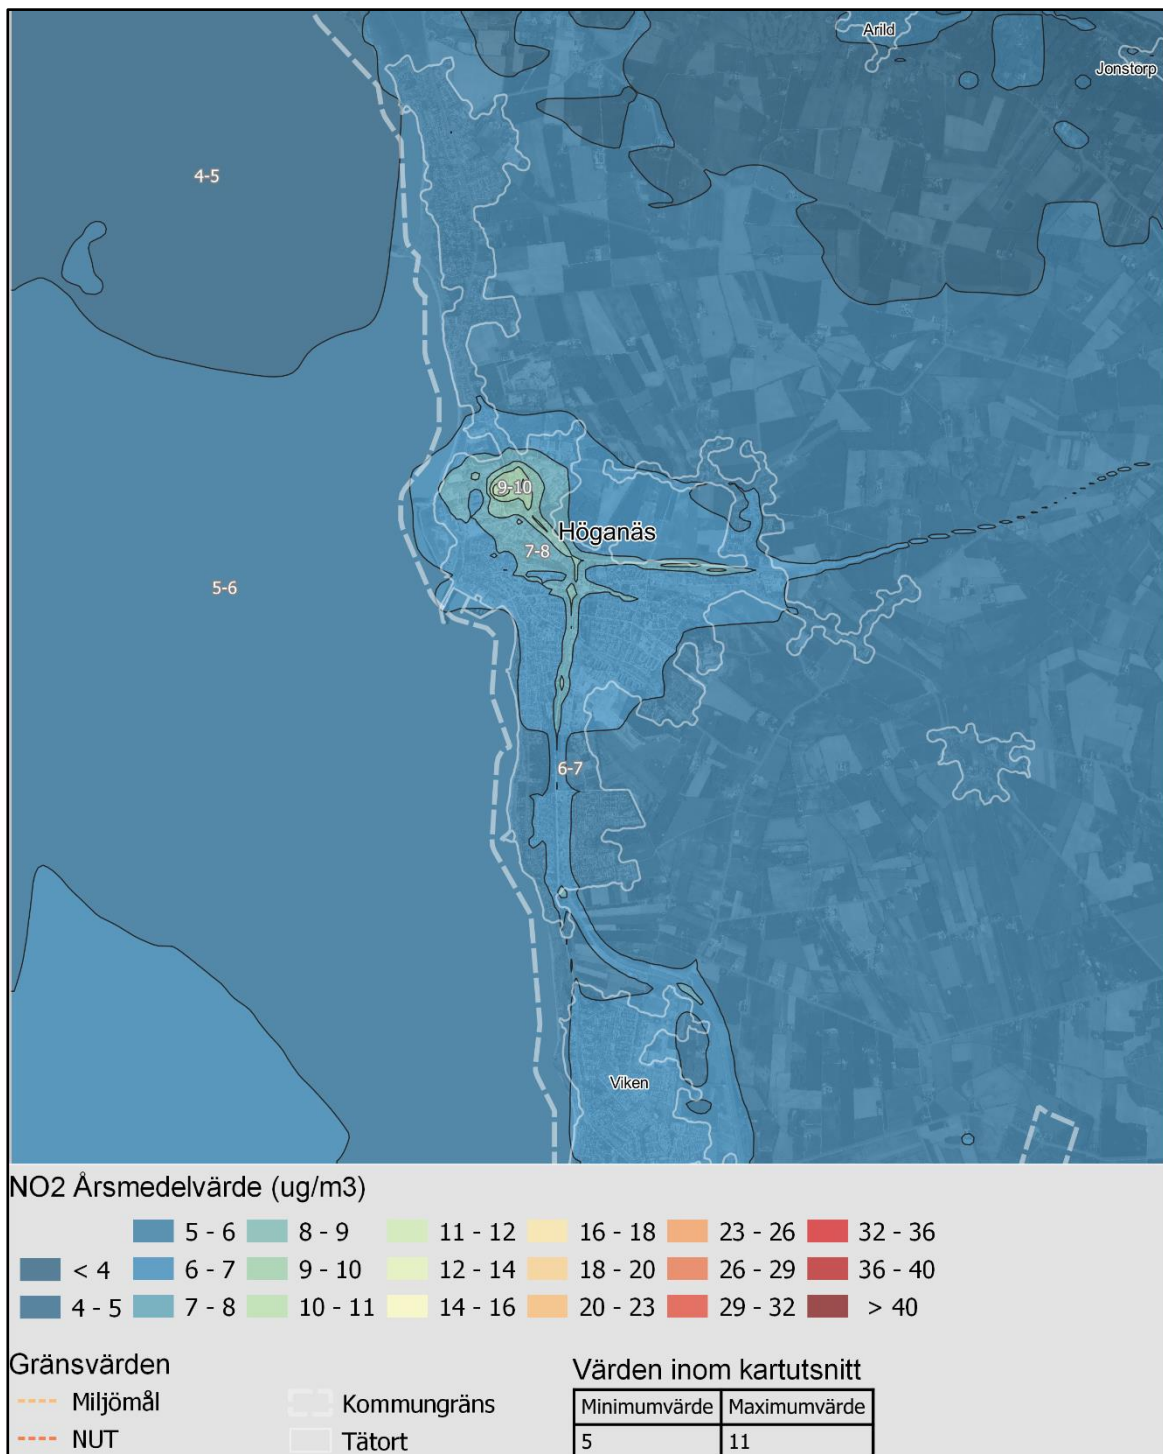 Arild
Jonstorp
4-5
9-10
Höganäs
7-8
5-6
6-7
Viken
NO2 Årsmedelvärde (ug/m3)
5 - 6 8 - 9 11 - 12 16 - 18 23 - 26 32 - 36
< 4 6 - 7 9 - 10 12 - 14 18 - 20 26 - 29 36 - 40
4 - 5 7 - 8 10 - 11 14 - 16 20 - 23 29 - 32 > 40
Gränsvärden Värden inom kartutsnitt
Miljömål Kommungräns Minimumvärde Maximumvärde
NUT Tätort 5 11